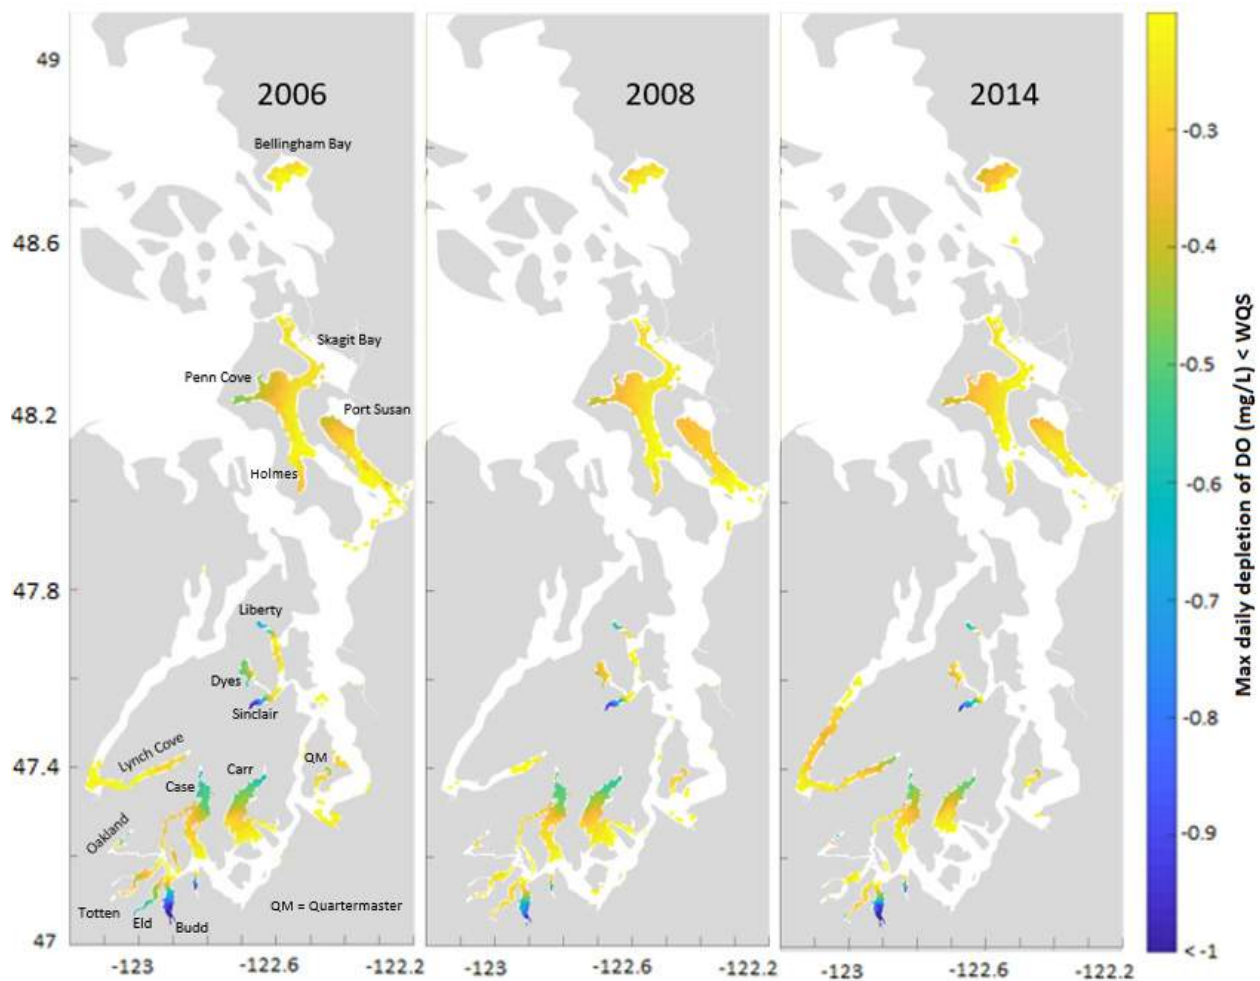 2006
2008
2014
49
48.6
48.2
47.8
47.4
47
Bellingham Bay
Skagit Bay
Penn Cove
Port Susan
Holmes
Liberty
Dyes
Sinclair
Lynch Cove
QM
Carr
Case
Oakland
Totten
Eld
Budd
QM = Quartermaster
-123
-122.6
-122.2
-123
-122.6
-122.2
-123
-122.6
-122.2
-0.3
-0.4
-0.5
-0.6
-0.7
-0.8
-0.9
< -1
Max daily depletion of DO (mg/L) < WQS